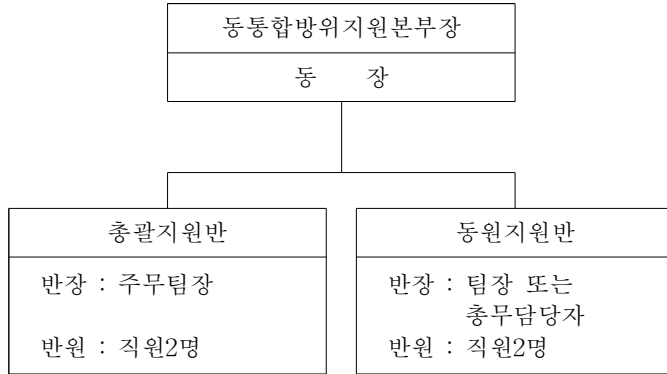 동통합방위지원본부장
동 장
총괄지원반
반장 : 주무팀장
반원 : 직원2명
동원지원반
반장 : 팀장 또는
총무담당자
반원 : 직원2명